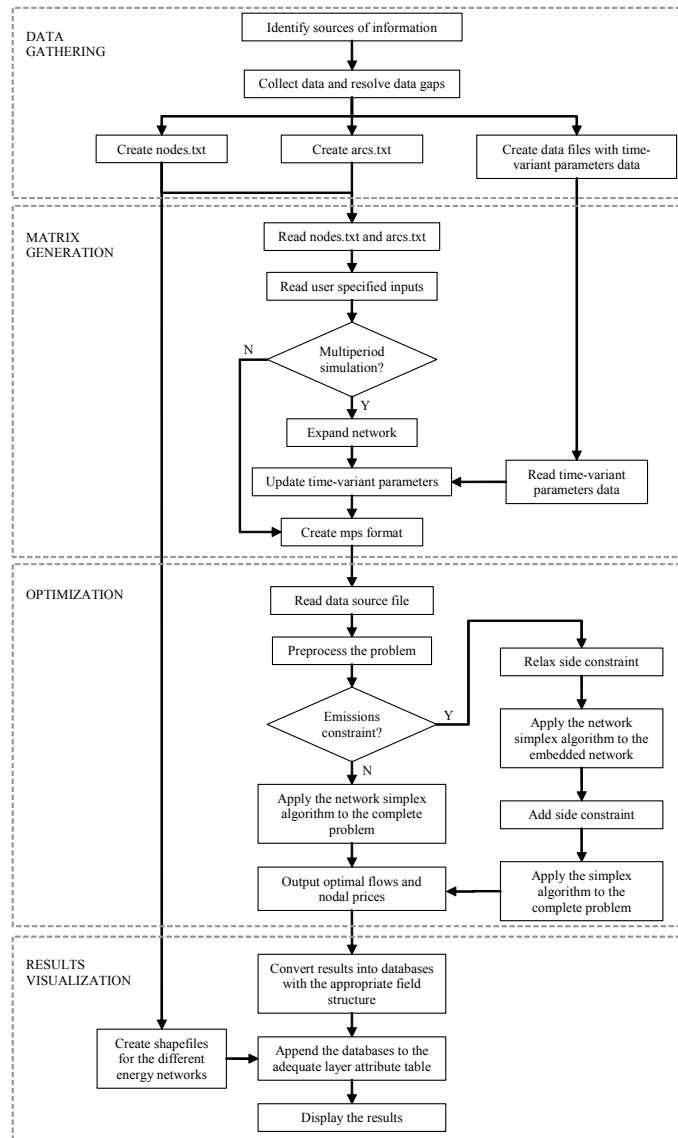 DATA
GATHERING
Identify sources of information
Collect data and resolve data gaps
Create nodes.txt
Create arcs.txt
Create data files with time-
variant parameters data
MATRIX
GENERATION
Read nodes.txt and arcs.txt
Read user specified inputs
Multiperiod
simulation?
N
Y
Expand network
Update time-variant parameters
Read time-variant
parameters data
Create mps format
OPTIMIZATION
Read data source file
Preprocess the problem
Emissions
constraint?
Y
N
Relax side constraint
Apply the network
simplex algorithm to the
embedded network
Add side constraint
Apply the simplex
algorithm to the
complete problem
Apply the network simplex
algorithm to the complete
problem
Output optimal flows and
nodal prices
RESULTS
VISUALIZATION
Convert results into databases
with the appropriate field
structure
Create shapefiles
for the different
energy networks
Append the databases to the
adequate layer attribute table
Display the results